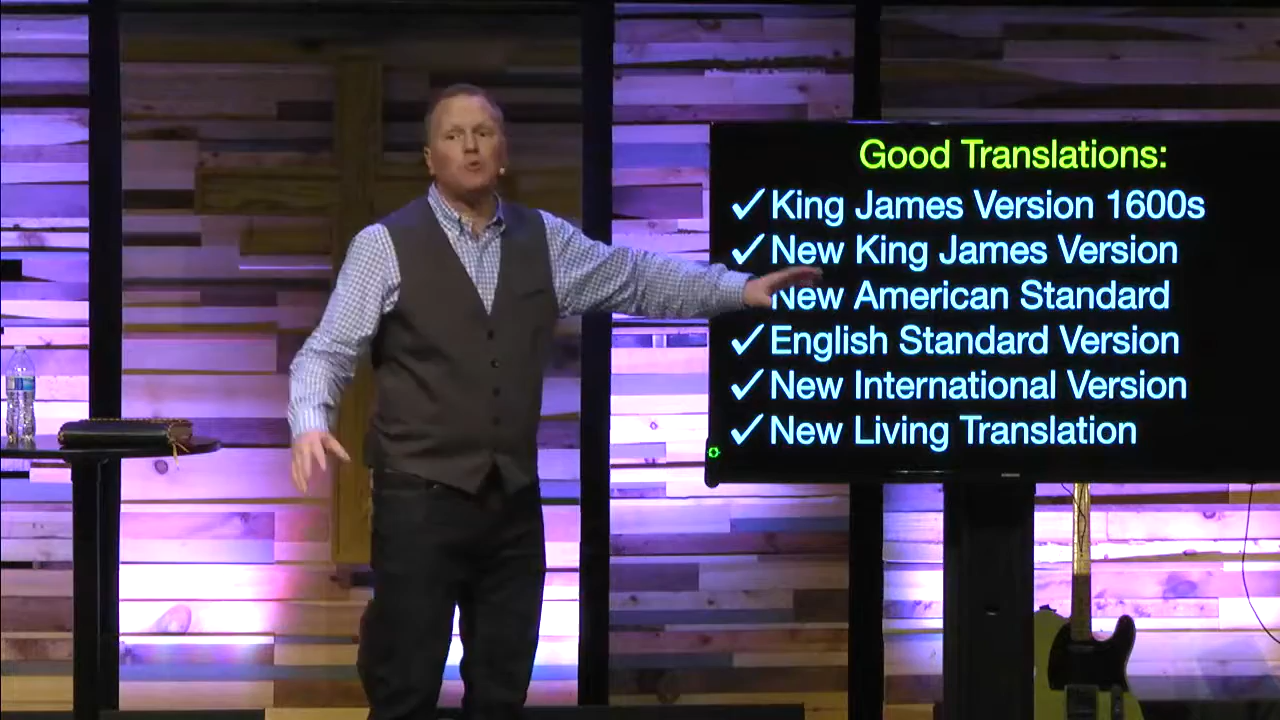 Good Translations:
✓ King James Version 1600s
✓ New King James Version
New American Standard
✓ English Standard Version
✓ New International Version
✓ New Living Translation